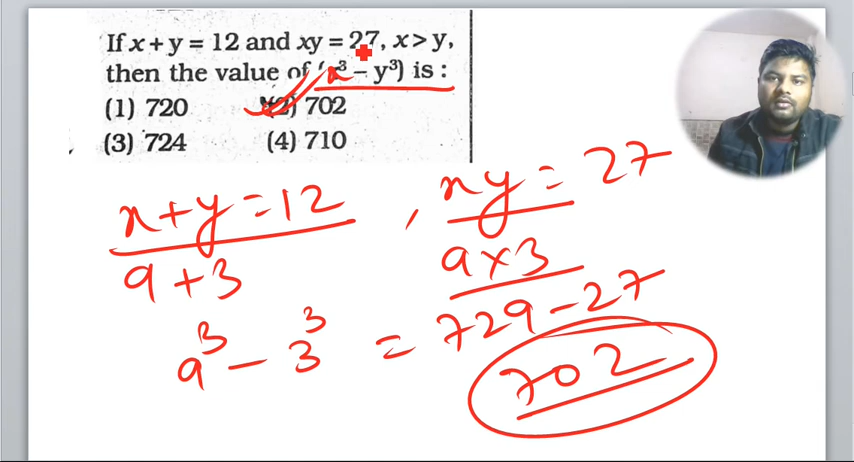 If x + y = 12 and xy = 27, x > y,
then the value of (x³ – y³) is :
(1) 720 (2) 702
(3) 724 (4) 710
x+y=12 , xy = 27
9+3 9×3
9³ – 3³ = 729–27
702